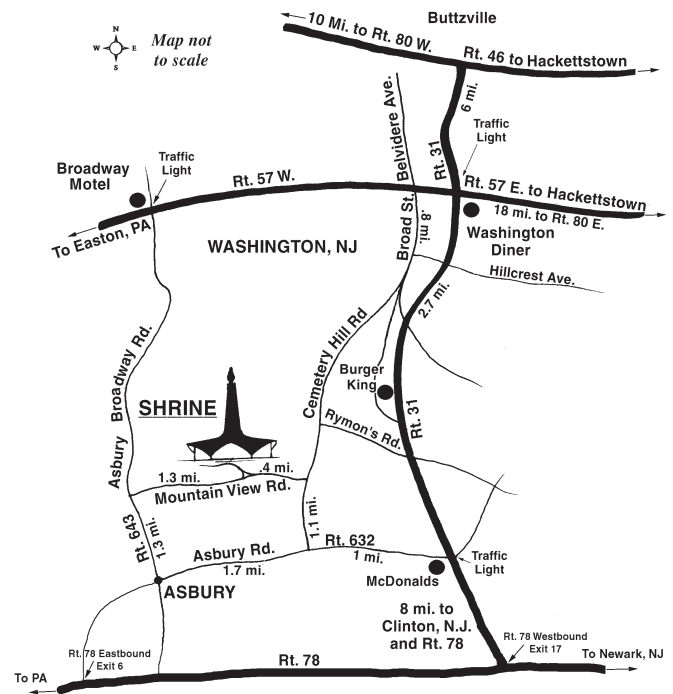 Buttzville
10 Mi. to Rt. 80 W.
Rt. 46 to Hackettstown
N
W E
S
Map not
to scale
6 mi.
Belvidere Ave.
Traffic
Light
Rt. 31
Broadway
Motel
Traffic
Light
Rt. 57 W.
Rt. 57 E. to Hackettstown
18 mi. to Rt. 80 E.
To Easton, PA
Broad St.
.8 mi.
Washington
Diner
WASHINGTON, NJ
Hillcrest Ave.
2.7 mi.
Asbury Broadway Rd.
Cemetery Hill Rd
Burger
King
SHRINE
Rt. 31
Rymon's Rd.
.4 mi.
1.3 mi.
Mountain View Rd.
Rt. 643
1.3 mi.
1.1 mi.
Asbury Rd.
1.7 mi.
Rt. 632
1 mi.
Traffic
Light
McDonalds
ASBURY
8 mi. to
Clinton, N.J.
and Rt. 78
Rt. 78 Eastbound
Exit 6
Rt. 78 Westbound
Exit 17
Rt. 78
To Newark, NJ
To PA